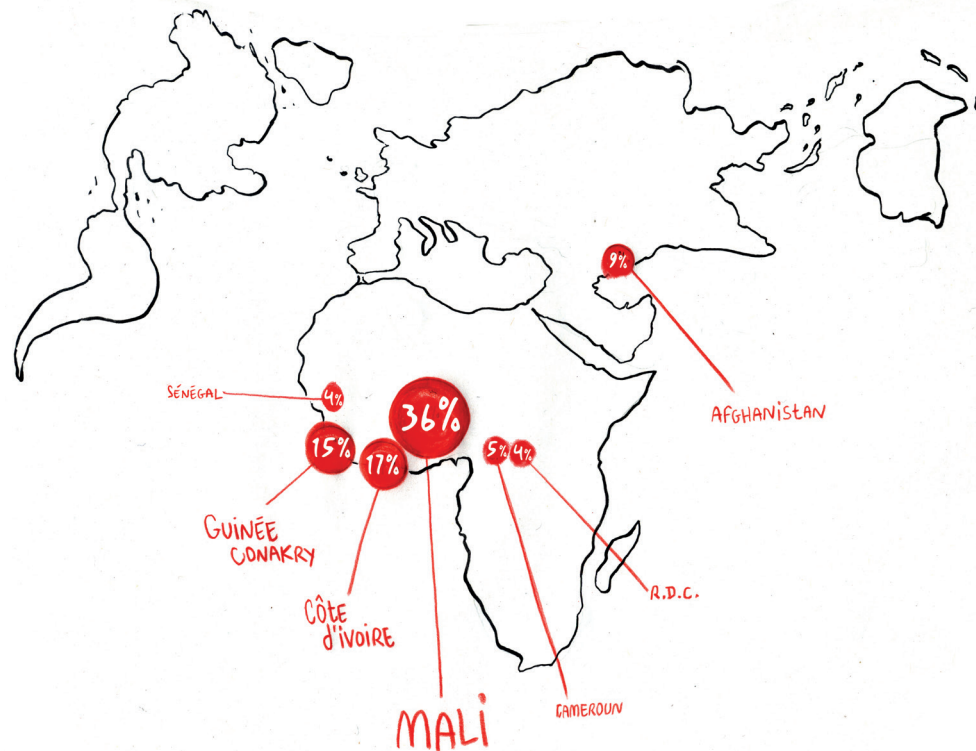 9%
AFGHANiStAN
SÉNÉGAL
4%
36%
15%
17%
5%
4%
GUiNÉE
CONAKRY
CÔtE
d'iVOiRE
R.D.C.
MALi
CAMEROUN